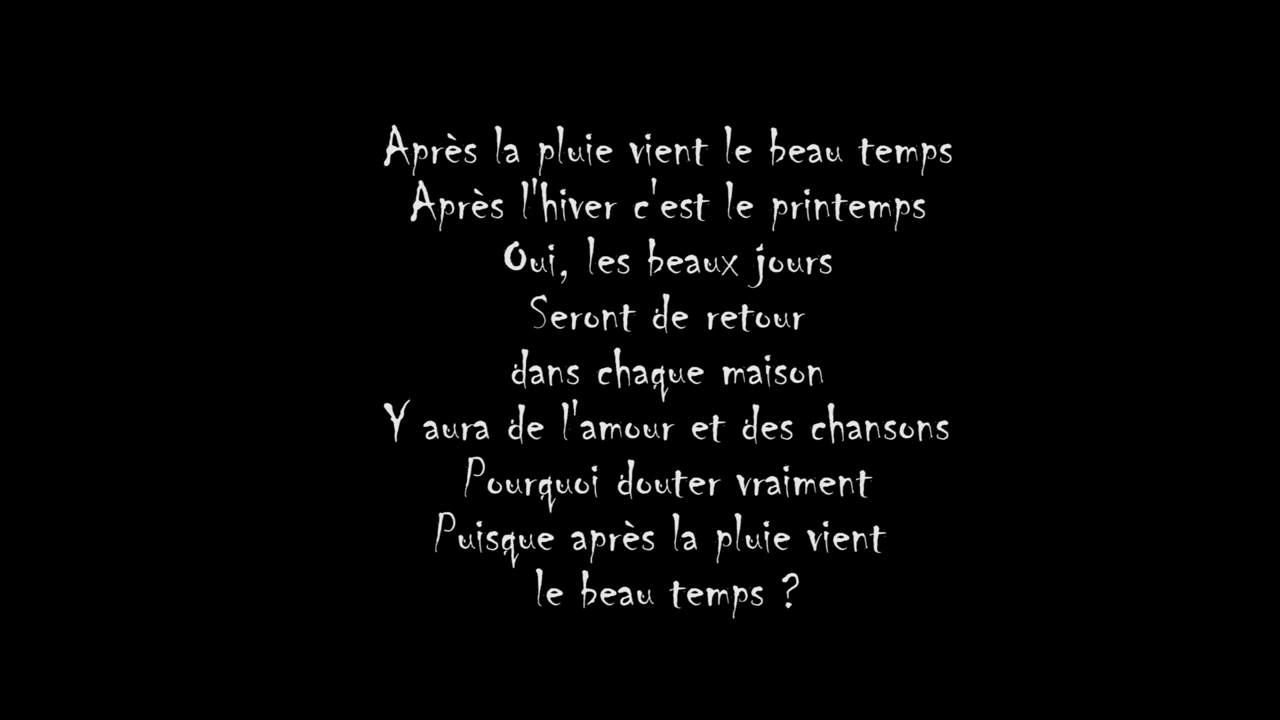 Après la pluie vient le beau temps
Après l'hiver c'est le printemps
Oui, les beaux jours
Seront de retour
dans chaque maison
Y aura de l'amour et des chansons
Pourquoi douter vraiment
Puisque après la pluie vient
le beau temps ?